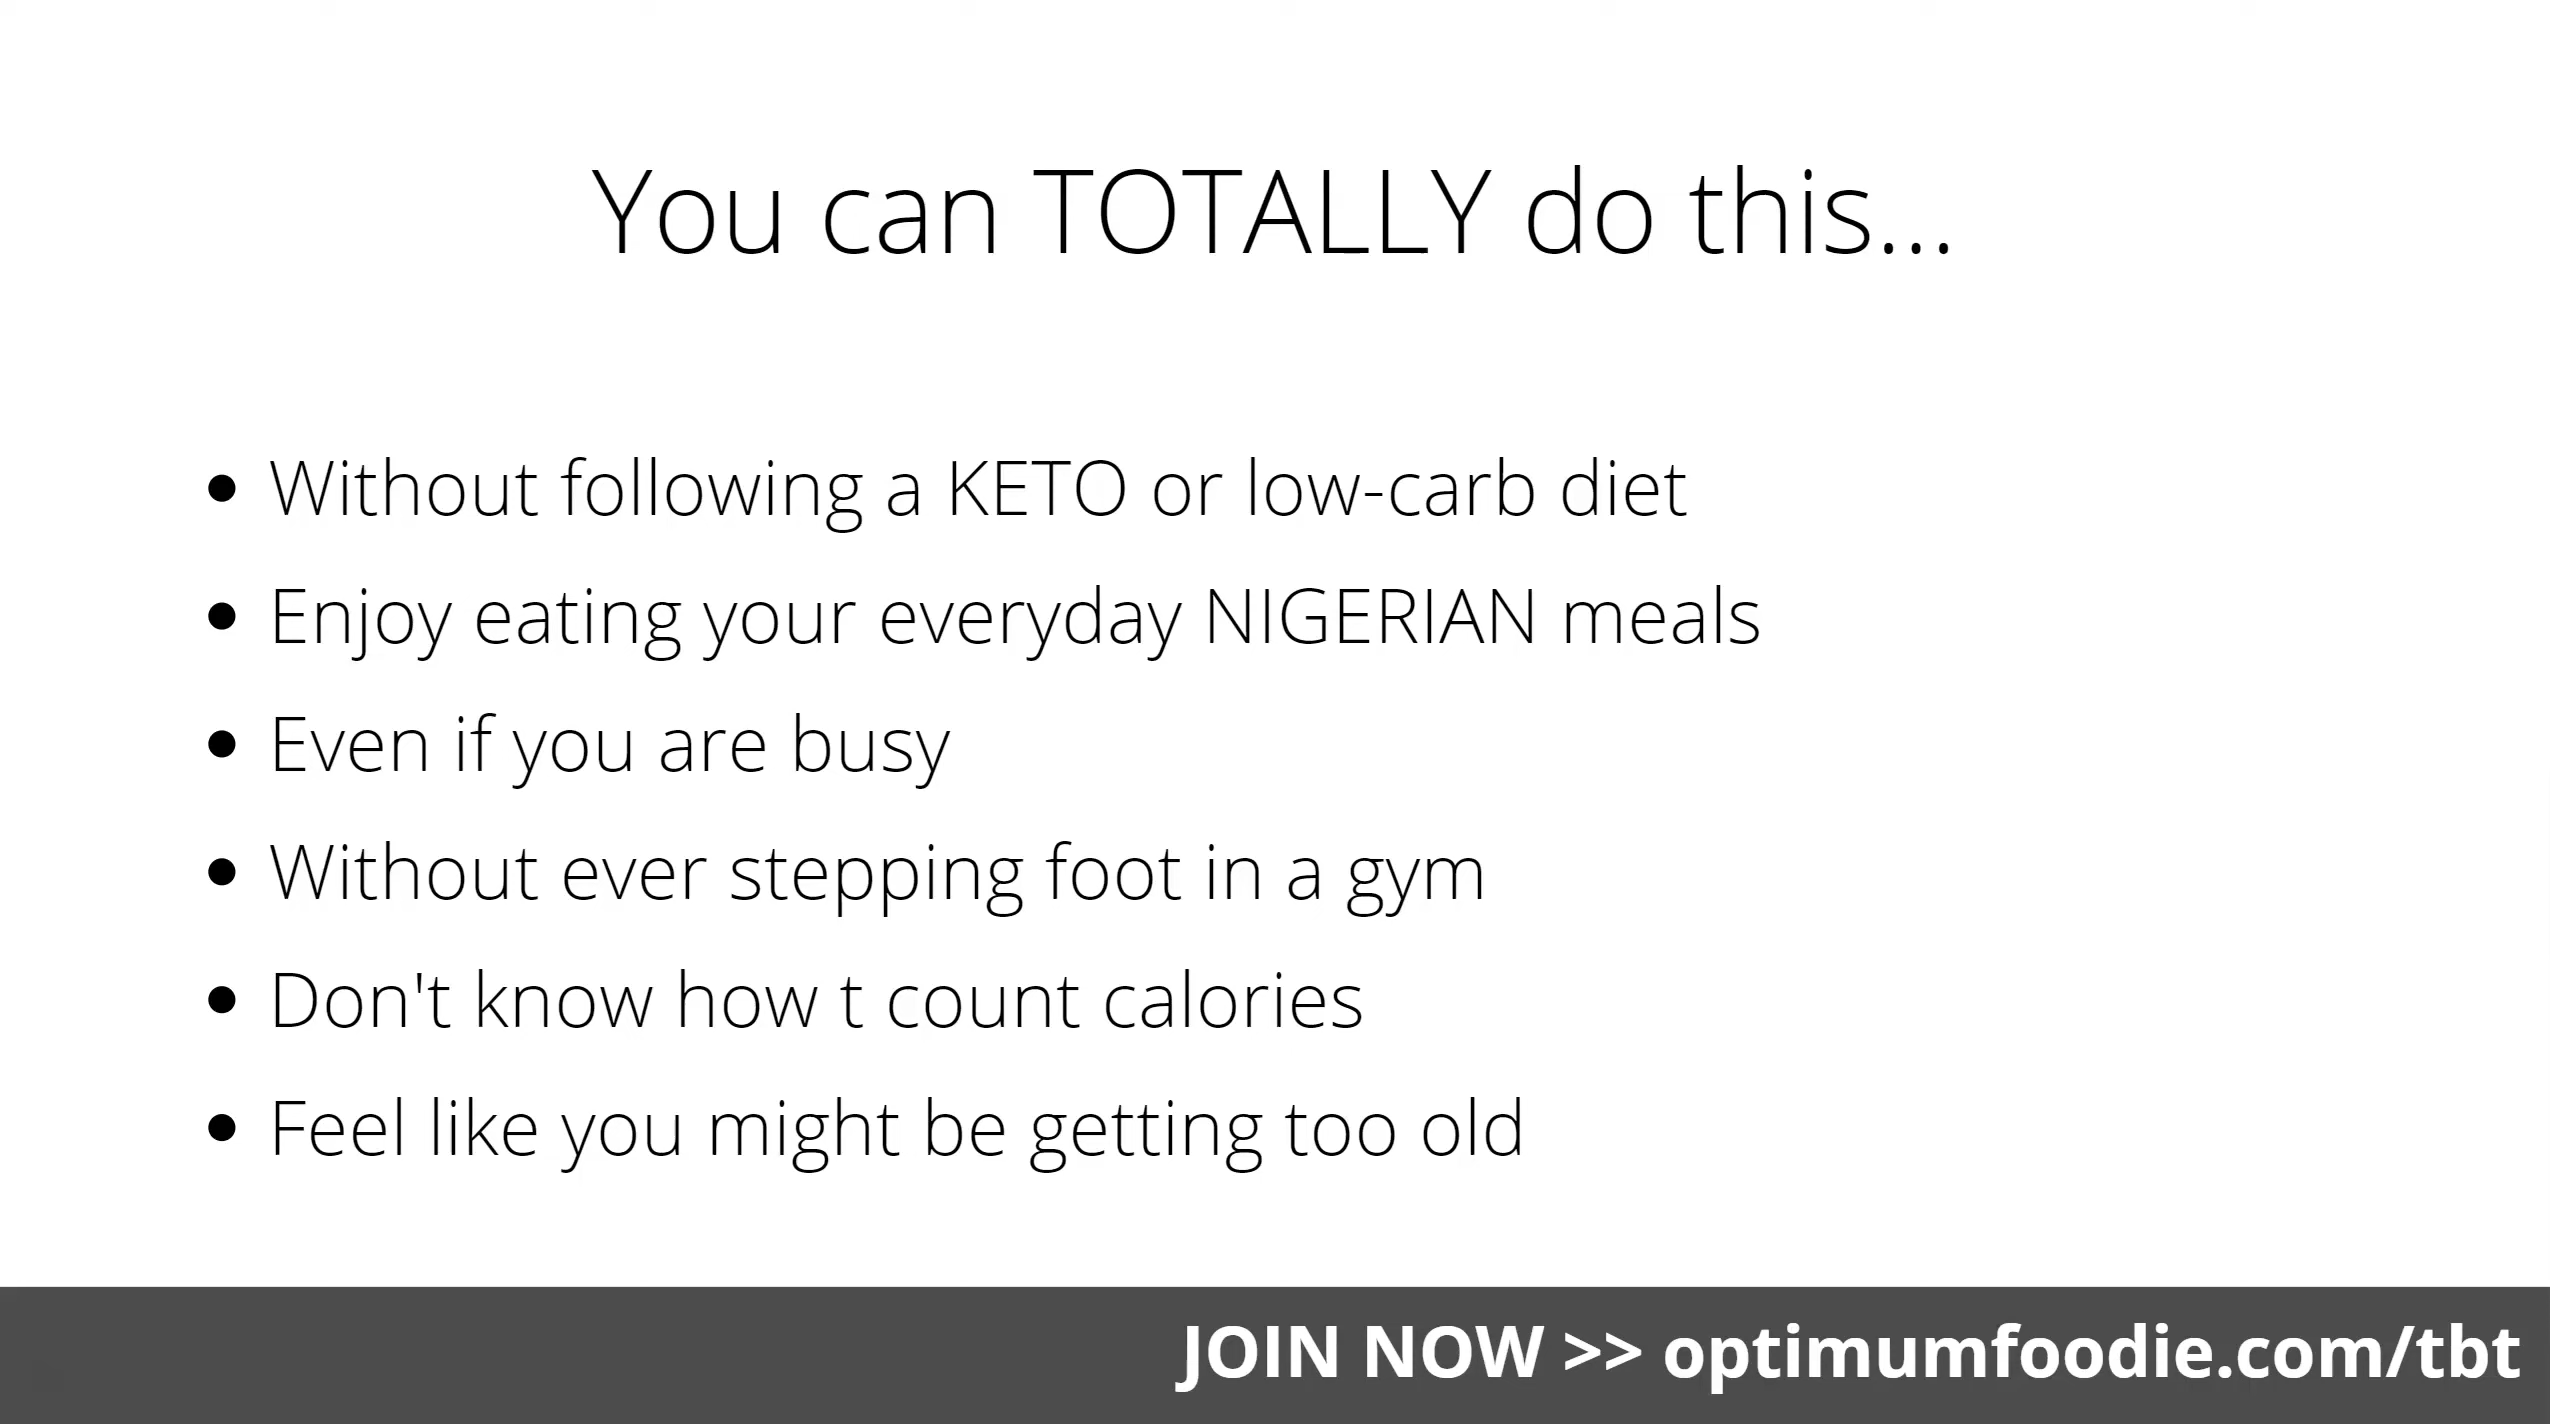 You can TOTALLY do this...
• Without following a KETO or low-carb diet
• Enjoy eating your everyday NIGERIAN meals
• Even if you are busy
• Without ever stepping foot in a gym
• Don't know how t count calories
• Feel like you might be getting too old
JOIN NOW >> optimumfoodie.com/tbt